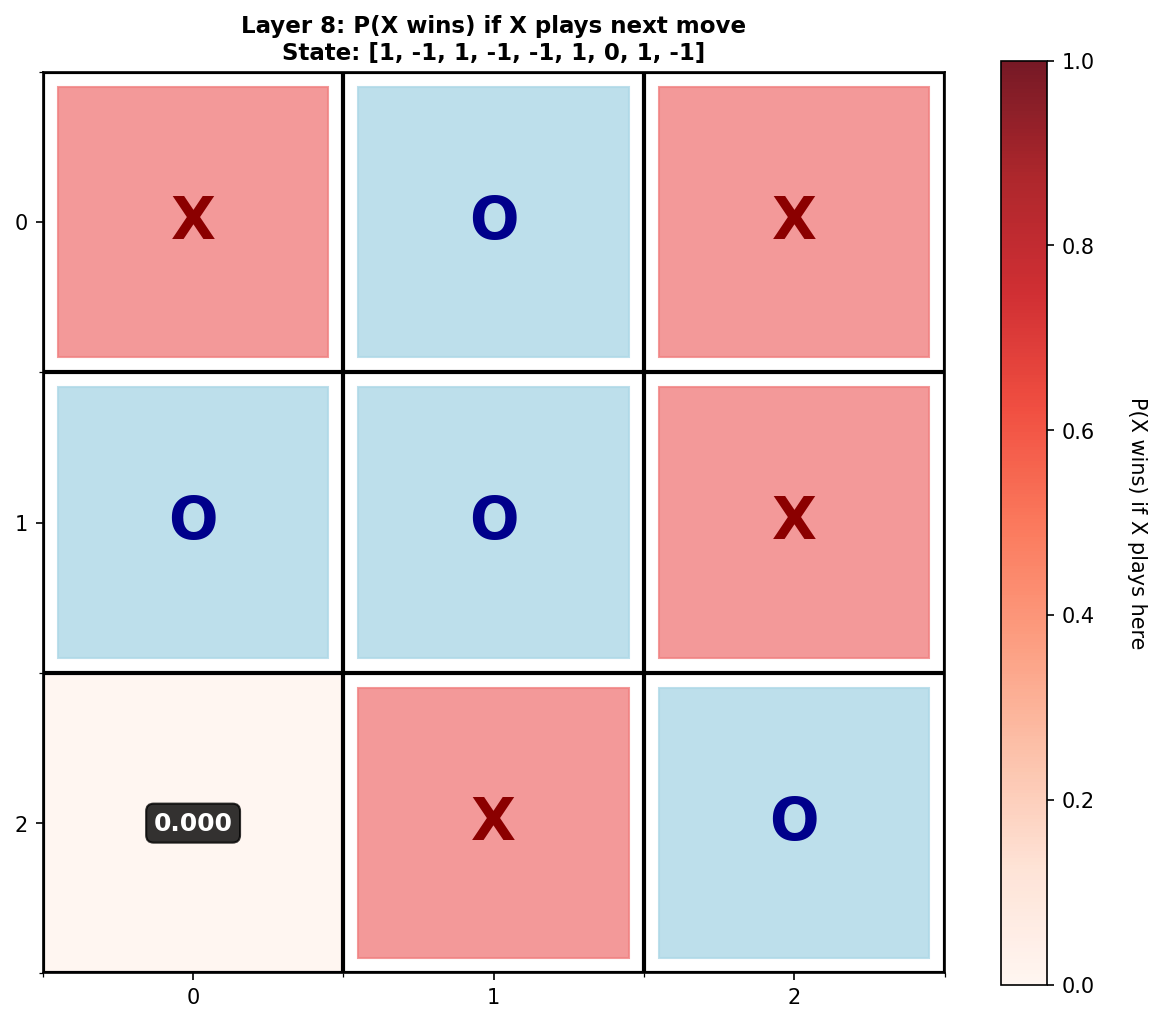 Layer 8: P(X wins) if X plays next move
State: [1, -1, 1, -1, -1, 1, 0, 1, -1]
1.0
0.8
0.6
0.4
0.2
0.0
P(X wins) if X plays here
0
X O X
1
O O X
2
0.000 X O
0 1 2